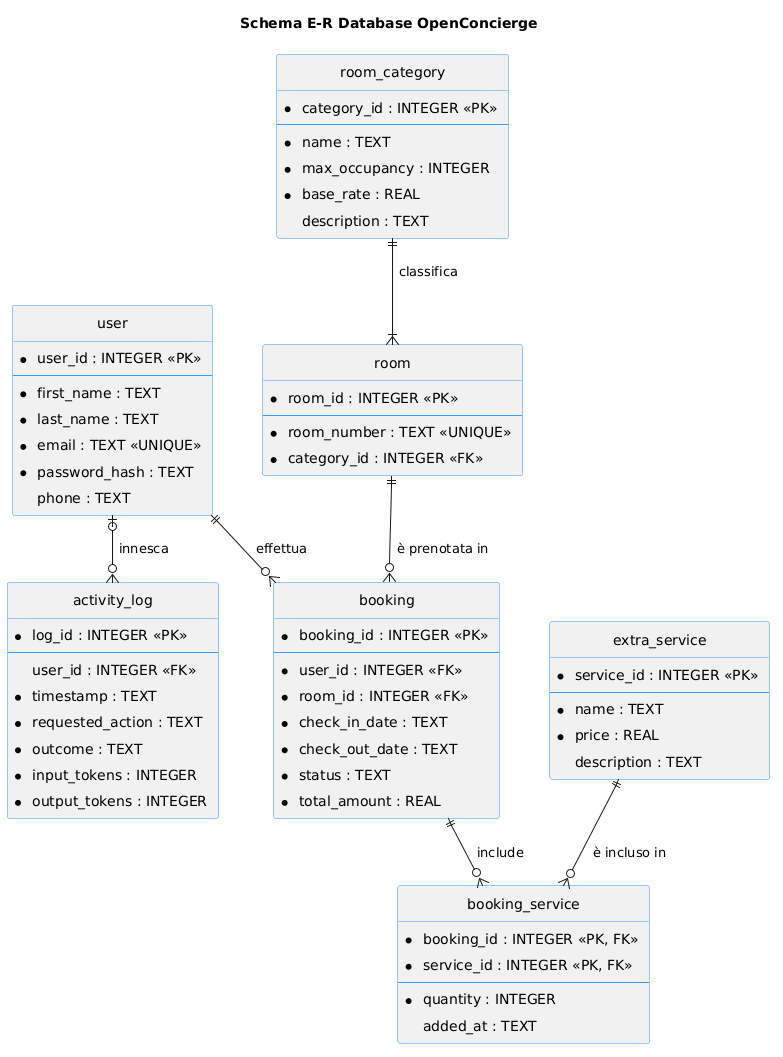 Schema E-R Database OpenConcierge
room_category
category_id : INTEGER «PK»
name : TEXT
max_occupancy : INTEGER
base_rate : REAL
description : TEXT
classifica
user
user_id : INTEGER «PK»
first_name : TEXT
last_name : TEXT
email : TEXT «UNIQUE»
password_hash : TEXT
phone : TEXT
room
room_id : INTEGER «PK»
room_number : TEXT «UNIQUE»
category_id : INTEGER «FK»
innesca
effettua
è prenotata in
activity_log
log_id : INTEGER «PK»
user_id : INTEGER «FK»
timestamp : TEXT
requested_action : TEXT
outcome : TEXT
input_tokens : INTEGER
output_tokens : INTEGER
booking
booking_id : INTEGER «PK»
user_id : INTEGER «FK»
room_id : INTEGER «FK»
check_in_date : TEXT
check_out_date : TEXT
status : TEXT
total_amount : REAL
extra_service
service_id : INTEGER «PK»
name : TEXT
price : REAL
description : TEXT
include
è incluso in
booking_service
booking_id : INTEGER «PK, FK»
service_id : INTEGER «PK, FK»
quantity : INTEGER
added_at : TEXT